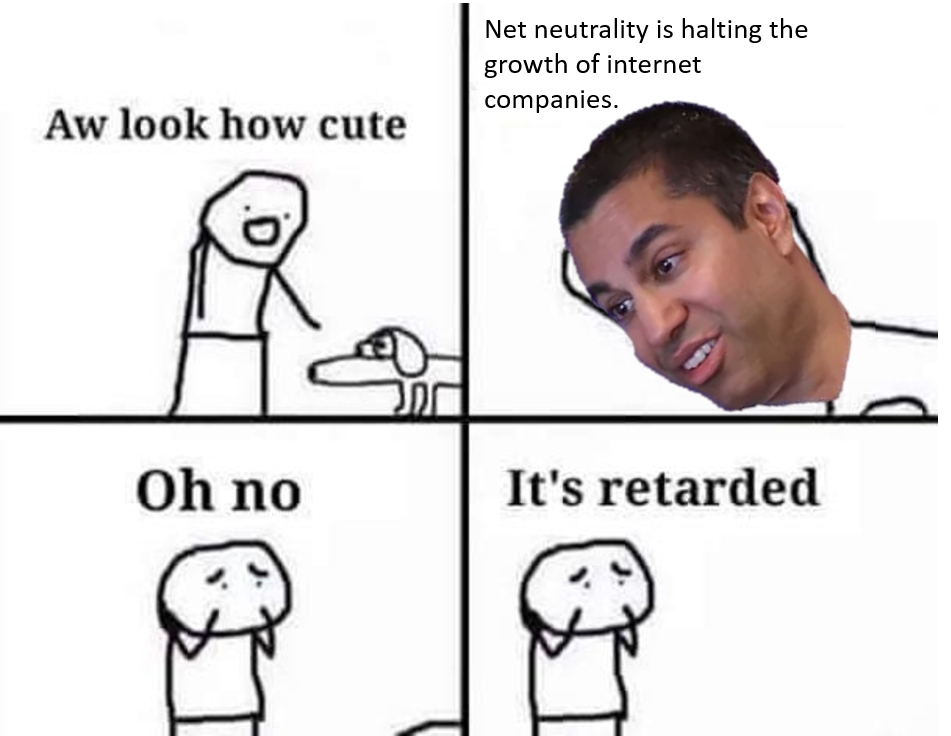 Aw look how cute
Net neutrality is halting the
growth of internet
companies.
Oh no
It's retarded